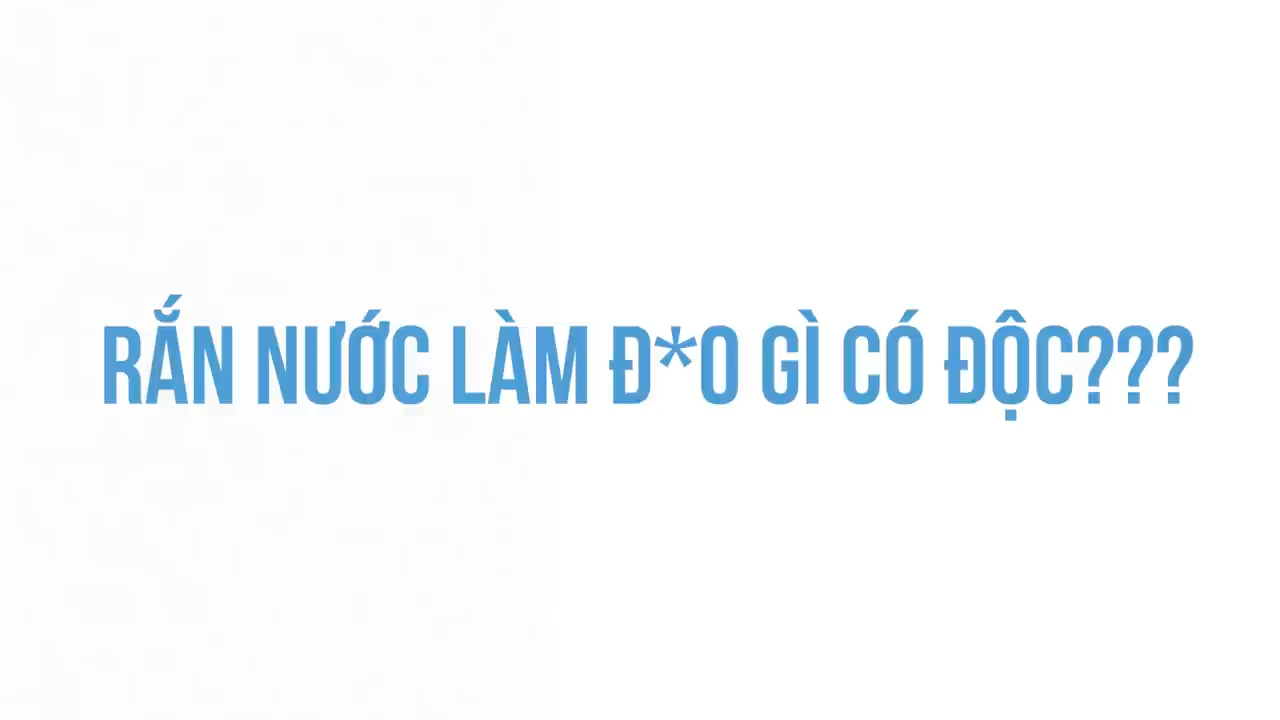 RẮN NƯỚC LÀM Đ*O GÌ CÓ ĐỘC???